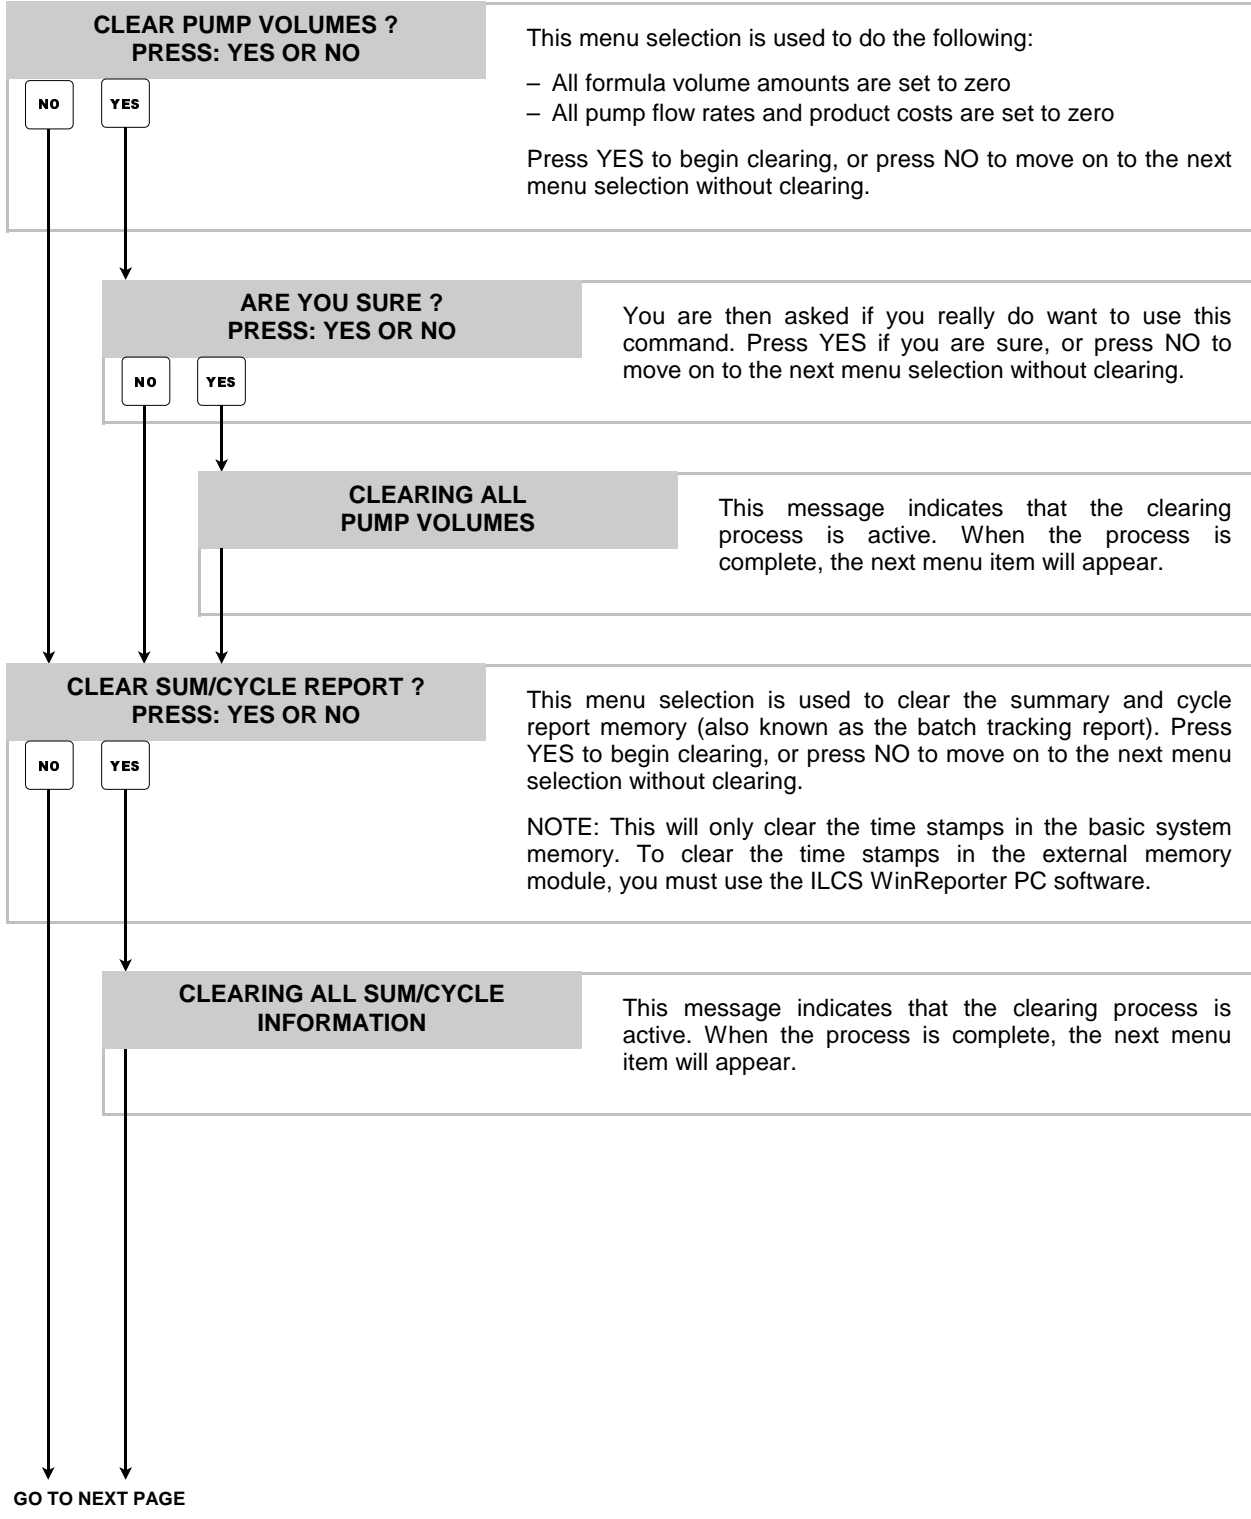 CLEAR PUMP VOLUMES ?
PRESS: YES OR NO
NO
YES
This menu selection is used to do the following:
– All formula volume amounts are set to zero
– All pump flow rates and product costs are set to zero
Press YES to begin clearing, or press NO to move on to the next
menu selection without clearing.
ARE YOU SURE ?
PRESS: YES OR NO
NO
YES
You are then asked if you really do want to use this
command. Press YES if you are sure, or press NO to
move on to the next menu selection without clearing.
CLEARING ALL
PUMP VOLUMES
This message indicates that the clearing
process is active. When the process is
complete, the next menu item will appear.
CLEAR SUM/CYCLE REPORT ?
PRESS: YES OR NO
NO
YES
This menu selection is used to clear the summary and cycle
report memory (also known as the batch tracking report). Press
YES to begin clearing, or press NO to move on to the next menu
selection without clearing.
NOTE: This will only clear the time stamps in the basic system
memory. To clear the time stamps in the external memory
module, you must use the ILCS WinReporter PC software.
CLEARING ALL SUM/CYCLE
INFORMATION
This message indicates that the clearing process is
active. When the process is complete, the next menu
item will appear.
GO TO NEXT PAGE